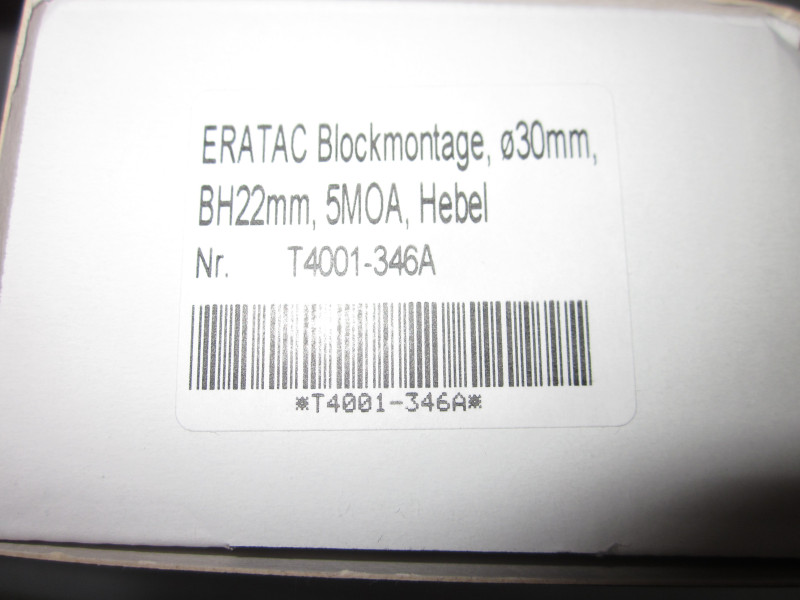 ERATAC Blockmontage, ø30mm,
BH22mm, 5MOA, Hebel
Nr. T4001-346A
*T4001-346A*